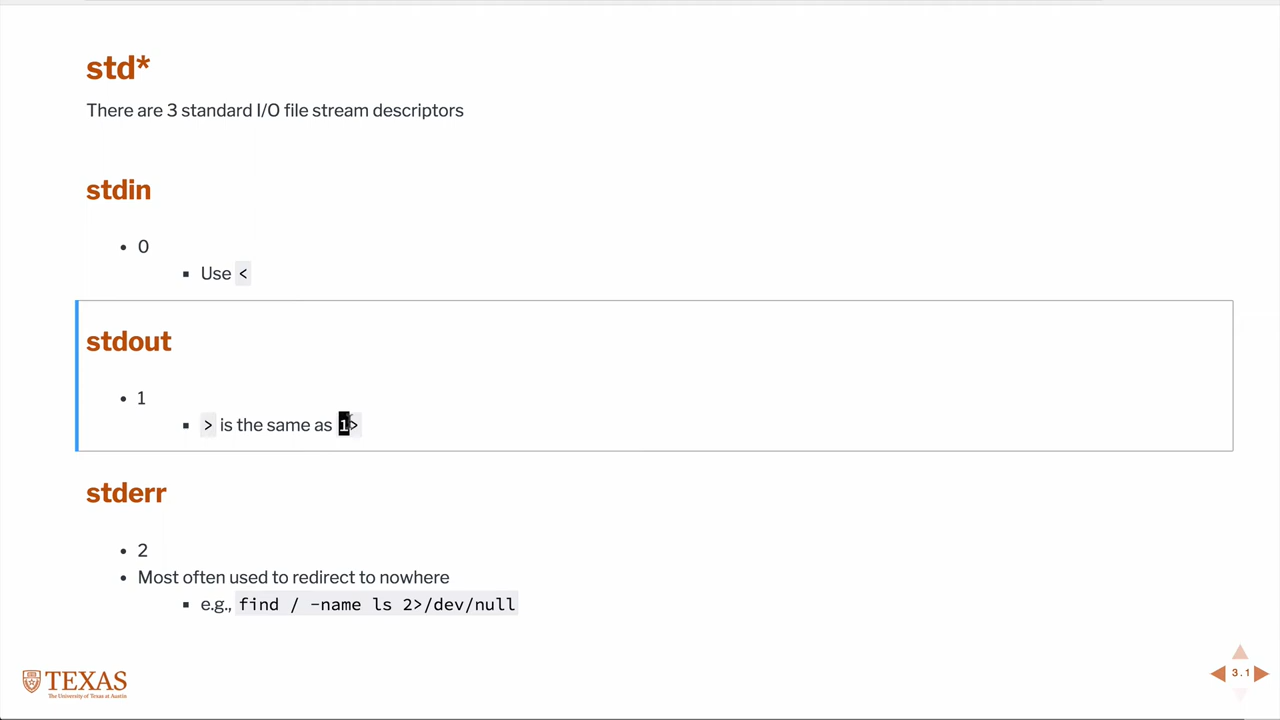 std*
There are 3 standard I/O file stream descriptors
stdin
• 0
▪ Use <
stdout
• 1
▪ > is the same as 1>
stderr
• 2
• Most often used to redirect to nowhere
▪ e.g., find / -name ls 2>/dev/null
TEXAS
The University of Texas at Austin
3.1